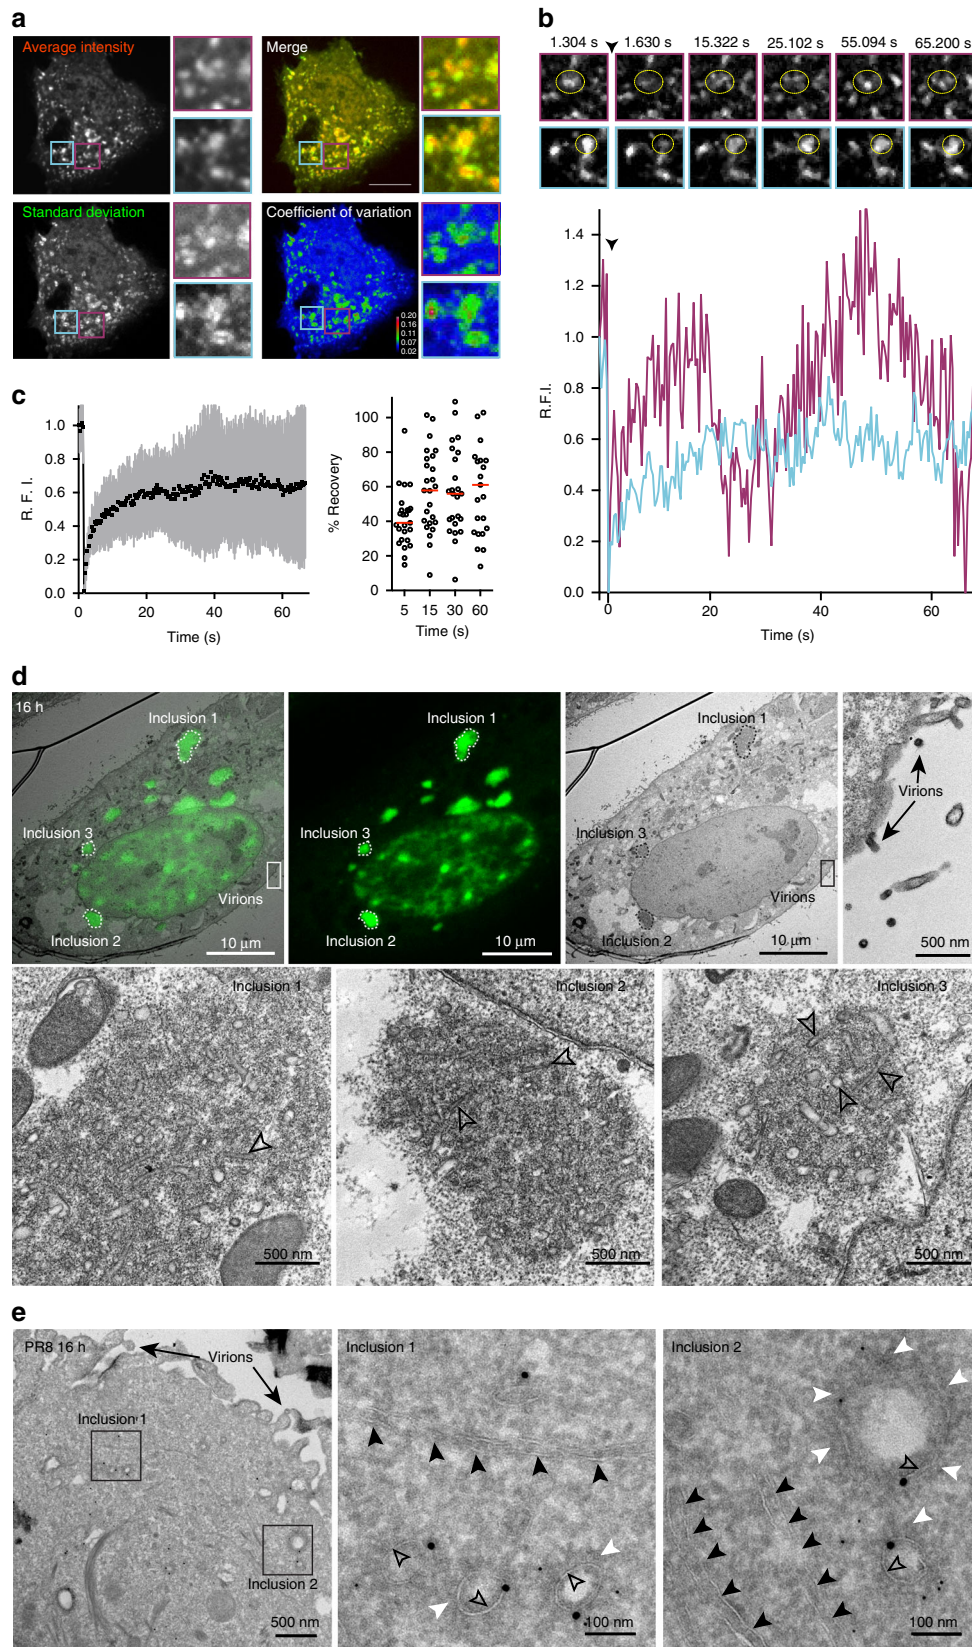 a
Average intensity
Merge
Standard deviation
Coefficient of variation
0.20
0.16
0.11
0.07
0.02
b
1.304 s
1.630 s
15.322 s
25.102 s
55.094 s
65.200 s
1.4
1.2
1.0
0.8
0.6
0.4
0.2
0.0
R.F.I.
0
20
40
60
Time (s)
c
1.0
0.8
0.6
0.4
0.2
0.0
R. F. I.
0
20
40
60
Time (s)
100
80
60
40
20
0
% Recovery
5
15
30
60
Time (s)
d
16 h
Inclusion 1
Inclusion 3
Virions
Inclusion 2
10 μm
Inclusion 1
Inclusion 3
Inclusion 2
10 μm
Inclusion 1
Inclusion 3
Virions
Inclusion 2
10 μm
Virions
500 nm
Inclusion 1
500 nm
Inclusion 2
500 nm
Inclusion 3
500 nm
e
PR8 16 h
Virions
Inclusion 1
Inclusion 2
500 nm
Inclusion 1
100 nm
Inclusion 2
100 nm